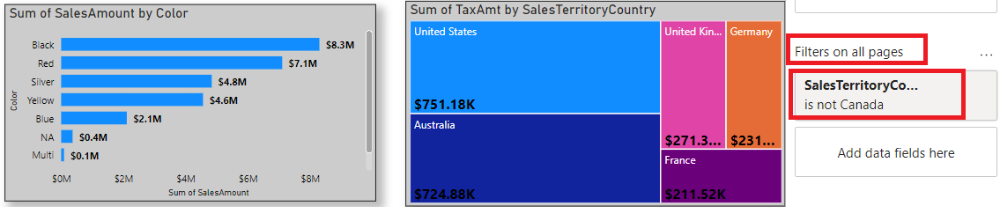 Sum of SalesAmount by Color
Color
Black
$8.3M
Red
$7.1M
Silver
$4.8M
Yellow
$4.6M
Blue
$2.1M
NA
$0.4M
Multi
$0.1M
$0M $2M $4M $6M $8M
Sum of SalesAmount
Sum of TaxAmt by SalesTerritoryCountry
United States
$751.18K
Australia
$724.88K
United Kin...
$271.3...
Germany
$231...
France
$211.52K
Filters on all pages
...
SalesTerritoryCo...
is not Canada
Add data fields here